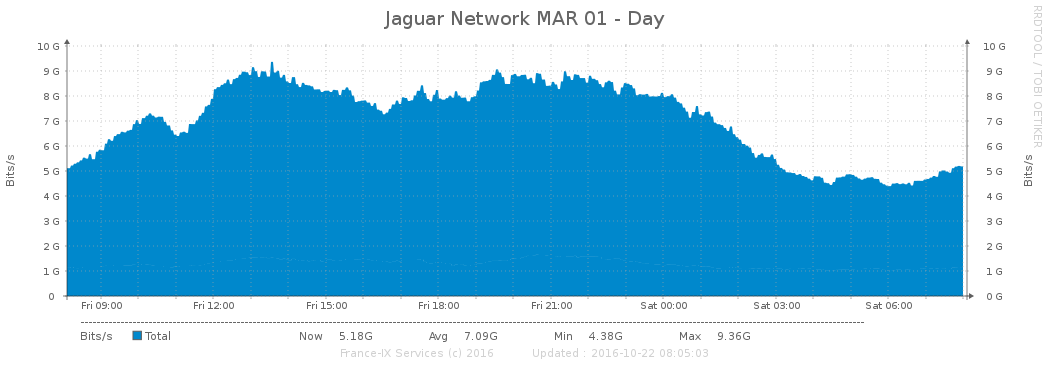 Jaguar Network MAR 01 - Day
RRDTOOL / TOBI OETIKER
Bits/s
Bits/s
10 G 10 G
9 G 9 G
8 G 8 G
7 G 7 G
6 G 6 G
5 G 5 G
4 G 4 G
3 G 3 G
2 G 2 G
1 G 1 G
0 0 G
Fri 09:00 Fri 12:00 Fri 15:00 Fri 18:00 Fri 21:00 Sat 00:00 Sat 03:00 Sat 06:00
Bits/s Total Now 5.18G Avg 7.09G Min 4.38G Max 9.36G
France-IX Services (c) 2016 Updated : 2016-10-22 08:05:03